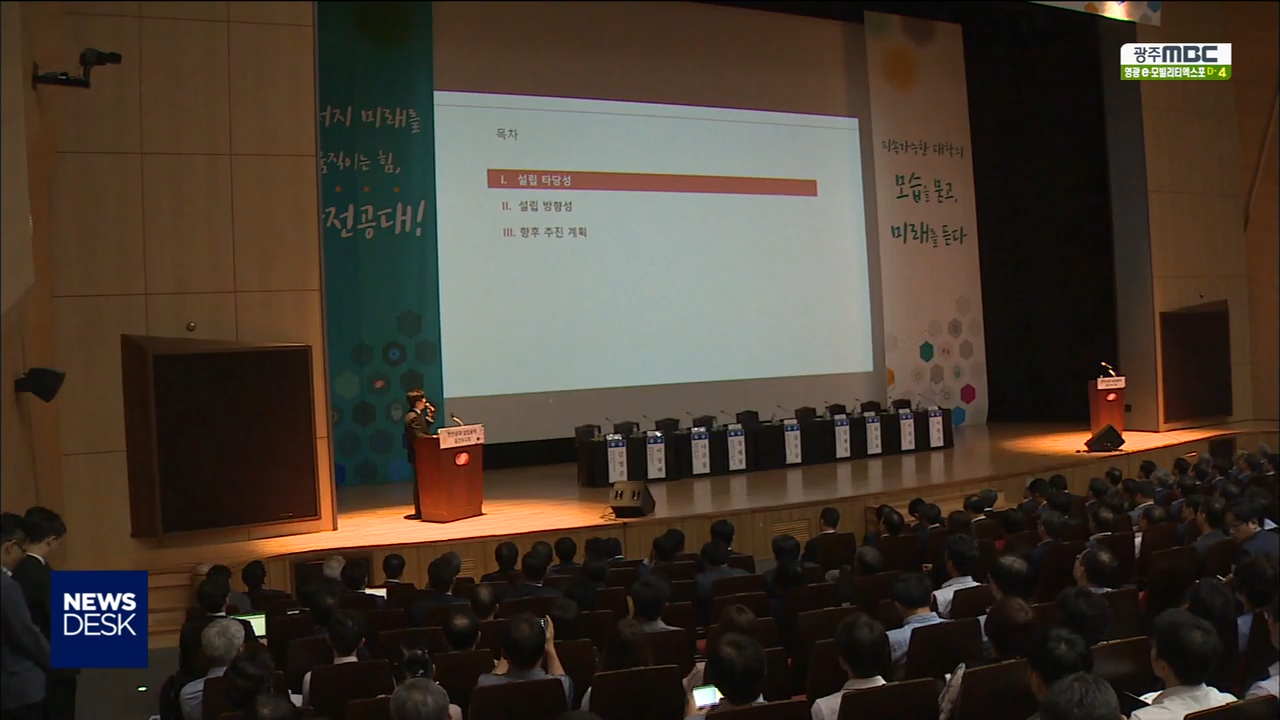 광주MBC
영광 e-모빌리티엑스포 D-4
너지 미래를
움직이는 힘,
전공대!
목차
I. 설립 타당성
II. 설립 방향성
III. 향후 추진 계획
지속가능한 대학의
모습을 묻고,
미래를 듣다
NEWS
DESK